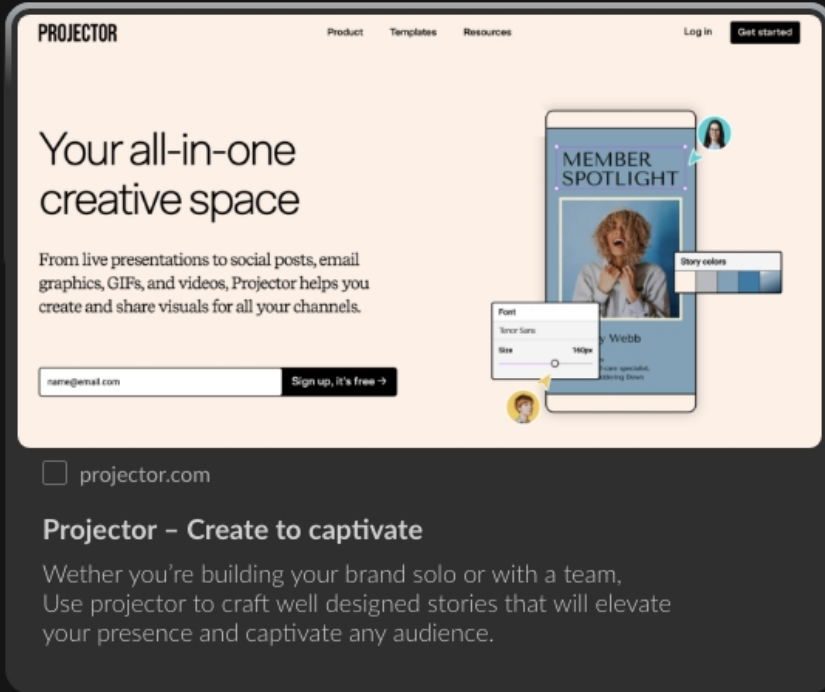 PROJECTOR
Product Templates Resources
Log in Get started
Your all-in-one
creative space
From live presentations to social posts, email
graphics, GIFs, and videos, Projector helps you
create and share visuals for all your channels.
name@email.com Sign up, it's free →
MEMBER
SPOTLIGHT
Story colors
Font
Tenor Sans
Size 160px
Webb
projector.com
Projector – Create to captivate
Wether you're building your brand solo or with a team,
Use projector to craft well designed stories that will elevate
your presence and captivate any audience.